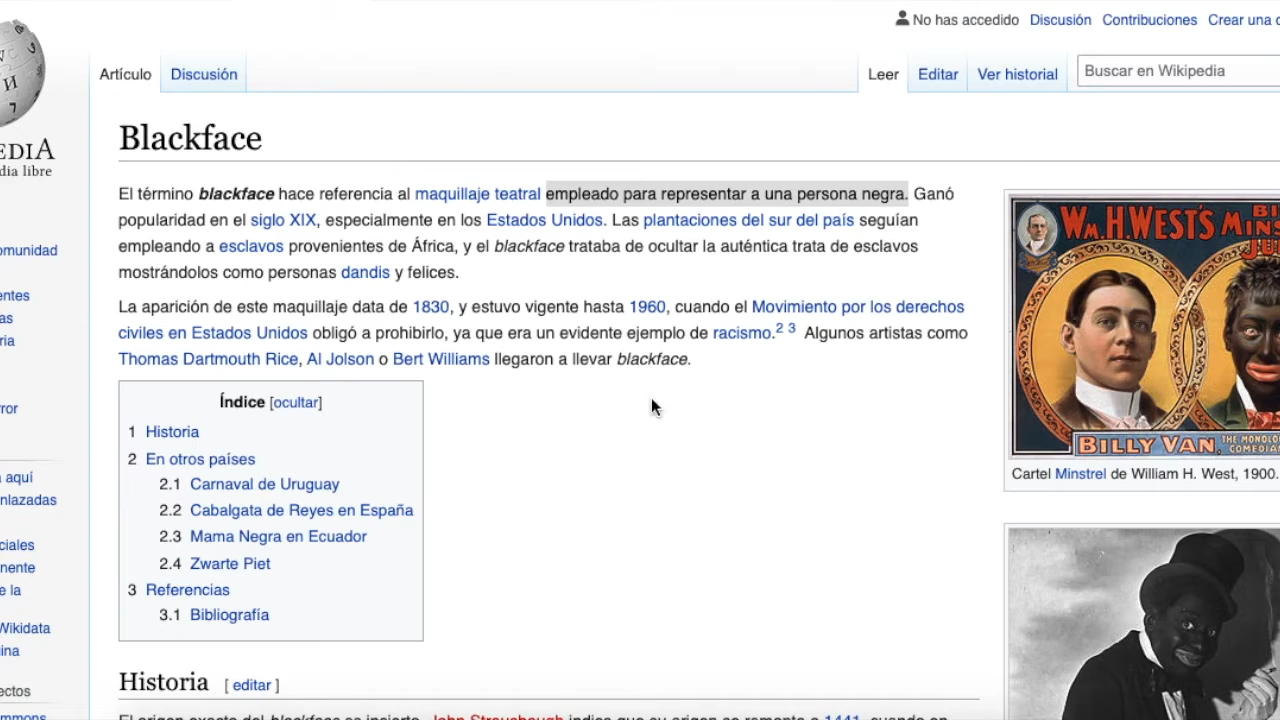 No has accedido Discusión Contribuciones Crear una
Artículo Discusión Leer Editar Ver historial Buscar en Wikipedia
EDIA
dia libre
Blackface
El término blackface hace referencia al maquillaje teatral empleado para representar a una persona negra. Ganó
popularidad en el siglo XIX, especialmente en los Estados Unidos. Las plantaciones del sur del país seguían
empleando a esclavos provenientes de África, y el blackface trataba de ocultar la auténtica trata de esclavos
mostrándolos como personas dandis y felices.
La aparición de este maquillaje data de 1830, y estuvo vigente hasta 1960, cuando el Movimiento por los derechos
civiles en Estados Unidos obligó a prohibirlo, ya que era un evidente ejemplo de racismo.2 3 Algunos artistas como
Thomas Dartmouth Rice, Al Jolson o Bert Williams llegaron a llevar blackface.
Índice [ocultar]
1 Historia
2 En otros países
2.1 Carnaval de Uruguay
2.2 Cabalgata de Reyes en España
2.3 Mama Negra en Ecuador
2.4 Zwarte Piet
3 Referencias
3.1 Bibliografía
Historia [ editar ]
omunidad
entes
as
ria
ror
a aquí
nlazadas
ciales
nente
e la
Wikidata
ina
ectos
mmons
WM. H. WEST'S MINS
BI
JU
BILLY VAN, THE MONOLO
COMEDIA
Cartel Minstrel de William H. West, 1900.